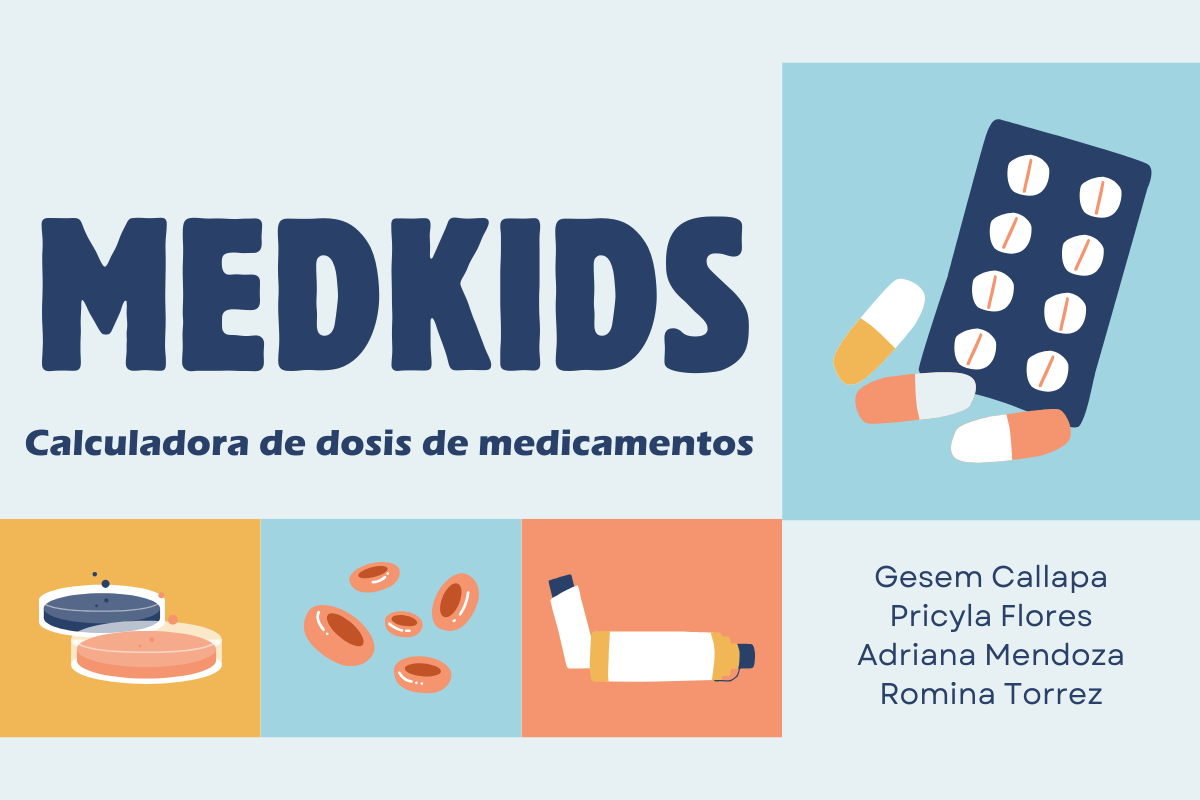 MEDKIDS
Calculadora de dosis de medicamentos
Gesem Callapa
Pricyla Flores
Adriana Mendoza
Romina Torrez